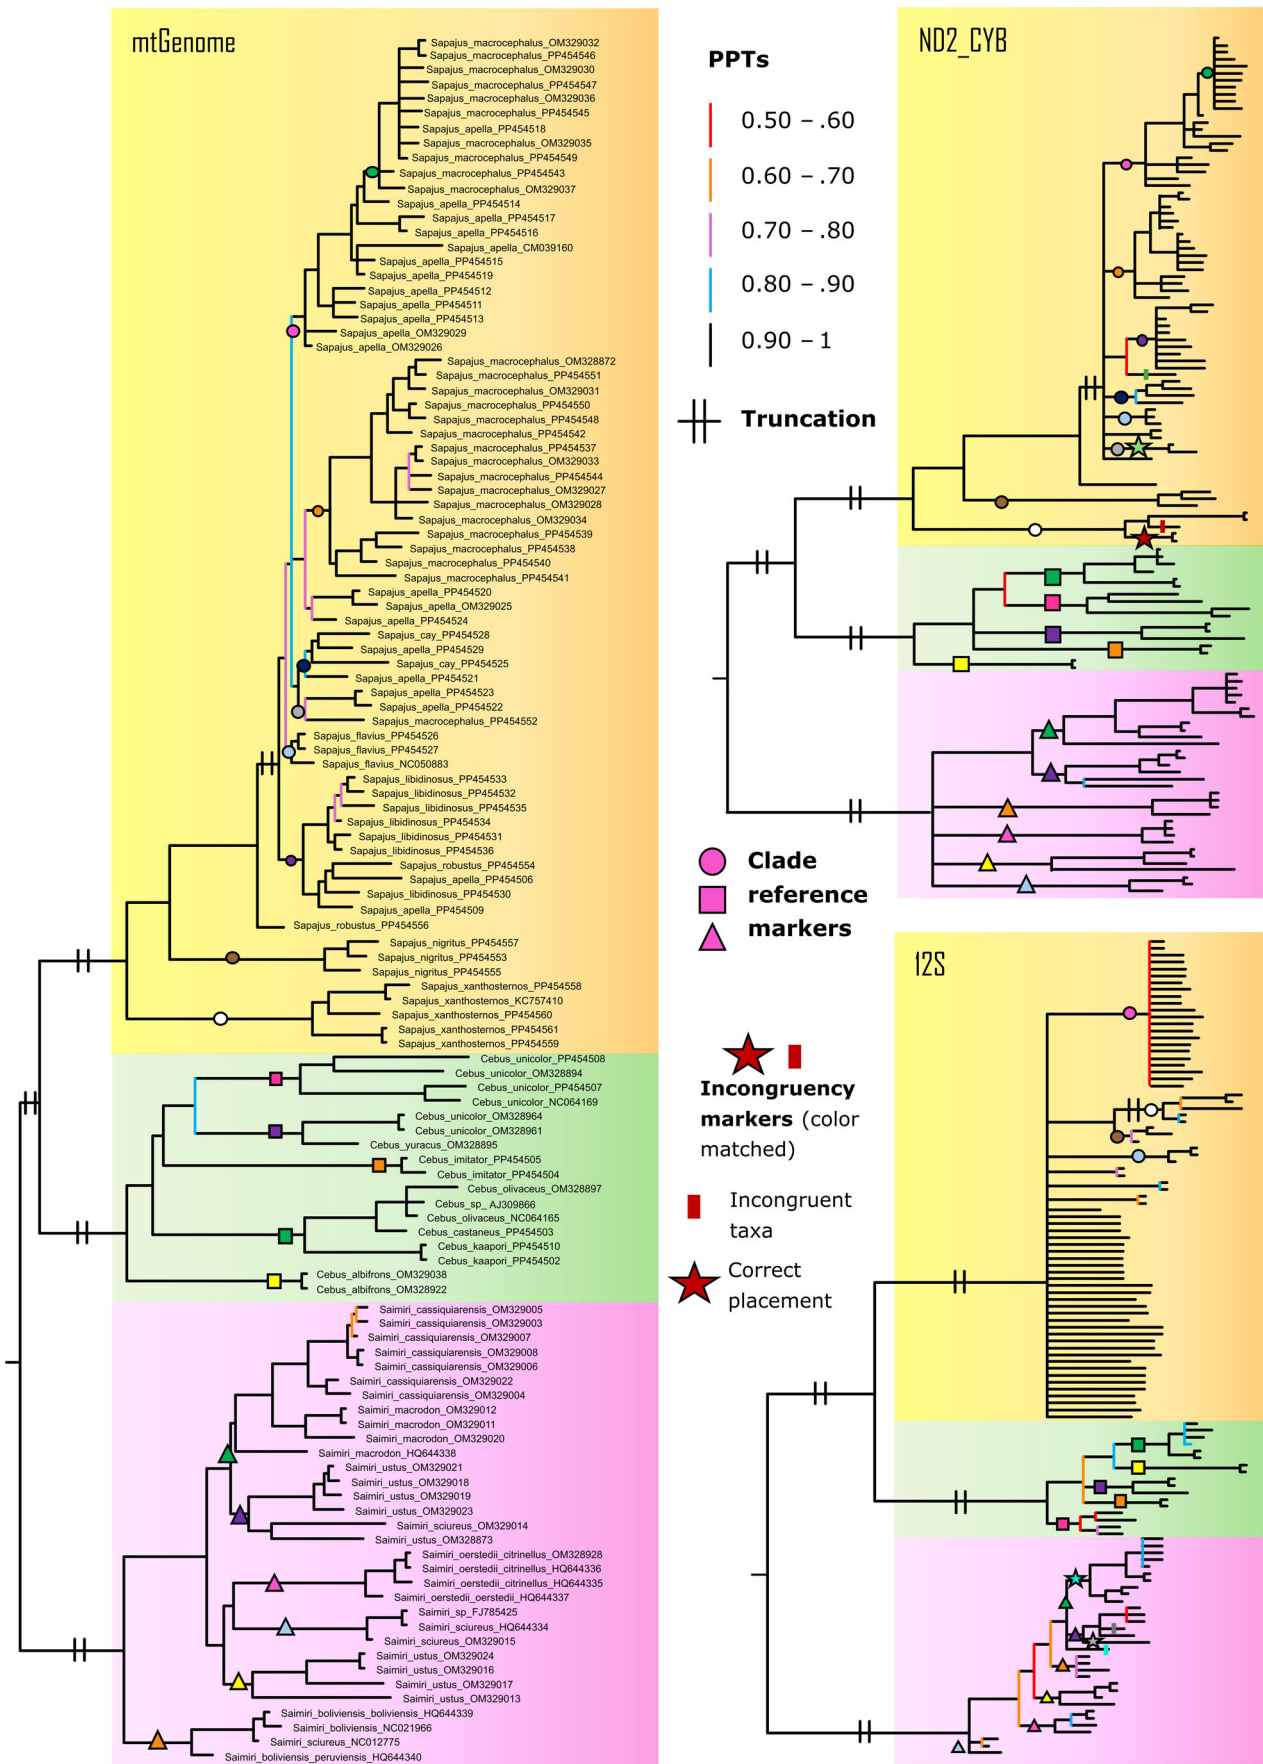 mtGenome
Sapajus_macrocephalus_OM329032
Sapajus_macrocephalus_PP454546
Sapajus_macrocephalus_OM329030
Sapajus_macrocephalus_PP454547
Sapajus_macrocephalus_OM329036
Sapajus_macrocephalus_PP454545
Sapajus_apella_PP454518
Sapajus_macrocephalus_OM329035
Sapajus_macrocephalus_PP454549
Sapajus_macrocephalus_PP454543
Sapajus_macrocephalus_OM329037
Sapajus_apella_PP454514
Sapajus_apella_PP454517
Sapajus_apella_PP454516
Sapajus_apella_CM039160
Sapajus_apella_PP454515
Sapajus_apella_PP454519
Sapajus_apella_PP454512
Sapajus_apella_PP454511
Sapajus_apella_PP454513
Sapajus_apella_OM329029
Sapajus_apella_OM329026
Sapajus_macrocephalus_OM328872
Sapajus_macrocephalus_PP454551
Sapajus_macrocephalus_OM329031
Sapajus_macrocephalus_PP454550
Sapajus_macrocephalus_PP454548
Sapajus_macrocephalus_PP454542
Sapajus_macrocephalus_PP454537
Sapajus_macrocephalus_OM329033
Sapajus_macrocephalus_PP454544
Sapajus_macrocephalus_OM329027
Sapajus_macrocephalus_OM329028
Sapajus_macrocephalus_OM329034
Sapajus_macrocephalus_PP454539
Sapajus_macrocephalus_PP454538
Sapajus_macrocephalus_PP454540
Sapajus_macrocephalus_PP454541
Sapajus_apella_PP454520
Sapajus_apella_OM329025
Sapajus_apella_PP454524
Sapajus_cay_PP454528
Sapajus_apella_PP454529
Sapajus_cay_PP454525
Sapajus_apella_PP454521
Sapajus_apella_PP454523
Sapajus_apella_PP454522
Sapajus_macrocephalus_PP454552
Sapajus_flavius_PP454526
Sapajus_flavius_PP454527
Sapajus_flavius_NC050883
Sapajus_libidinosus_PP454533
Sapajus_libidinosus_PP454532
Sapajus_libidinosus_PP454535
Sapajus_libidinosus_PP454534
Sapajus_libidinosus_PP454531
Sapajus_libidinosus_PP454536
Sapajus_robustus_PP454554
Sapajus_apella_PP454506
Sapajus_libidinosus_PP454530
Sapajus_apella_PP454509
Sapajus_robustus_PP454556
Sapajus_nigritus_PP454557
Sapajus_nigritus_PP454553
Sapajus_nigritus_PP454555
Sapajus_xanthosternos_PP454558
Sapajus_xanthosternos_KC757410
Sapajus_xanthosternos_PP454560
Sapajus_xanthosternos_PP454561
Sapajus_xanthosternos_PP454559
Cebus_unicolor_PP454508
Cebus_unicolor_OM328894
Cebus_unicolor_PP454507
Cebus_unicolor_NC064169
Cebus_unicolor_OM328964
Cebus_unicolor_OM328961
Cebus_yuracus_OM328895
Cebus_imitator_PP454505
Cebus_imitator_PP454504
Cebus_olivaceus_OM328897
Cebus_sp_ AJ309866
Cebus_olivaceus_NC064165
Cebus_castaneus_PP454503
Cebus_kaapori_PP454510
Cebus_kaapori_PP454502
Cebus_albifrons_OM329038
Cebus_albifrons_OM328922
Saimiri_cassiquiarensis_OM329005
Saimiri_cassiquiarensis_OM329003
Saimiri_cassiquiarensis_OM329007
Saimiri_cassiquiarensis_OM329008
Saimiri_cassiquiarensis_OM329006
Saimiri_cassiquiarensis_OM329022
Saimiri_cassiquiarensis_OM329004
Saimiri_macrodon_OM329012
Saimiri_macrodon_OM329011
Saimiri_macrodon_OM329020
Saimiri_macrodon_HQ644338
Saimiri_ustus_OM329021
Saimiri_ustus_OM329018
Saimiri_ustus_OM329019
Saimiri_ustus_OM329023
Saimiri_sciureus_OM329014
Saimiri_ustus_OM328873
Saimiri_oerstedii_citrinellus_OM328928
Saimiri_oerstedii_citrinellus_HQ644336
Saimiri_oerstedii_citrinellus_HQ644335
Saimiri_oerstedii_oerstedii_HQ644337
Saimiri_sp_FJ785425
Saimiri_sciureus_HQ644334
Saimiri_sciureus_OM329015
Saimiri_ustus_OM329024
Saimiri_ustus_OM329016
Saimiri_ustus_OM329017
Saimiri_ustus_OM329013
Saimiri_boliviensis_boliviensis_HQ644339
Saimiri_boliviensis_NC021966
Saimiri_sciureus_NC012775
Saimiri_boliviensis_peruviensis_HQ644340
PPTs
0.50 – .60
0.60 – .70
0.70 – .80
0.80 – .90
0.90 – 1
Truncation
Clade
reference
markers
Incongruency
markers (color
matched)
Incongruent
taxa
Correct
placement
ND2_CYB
12S